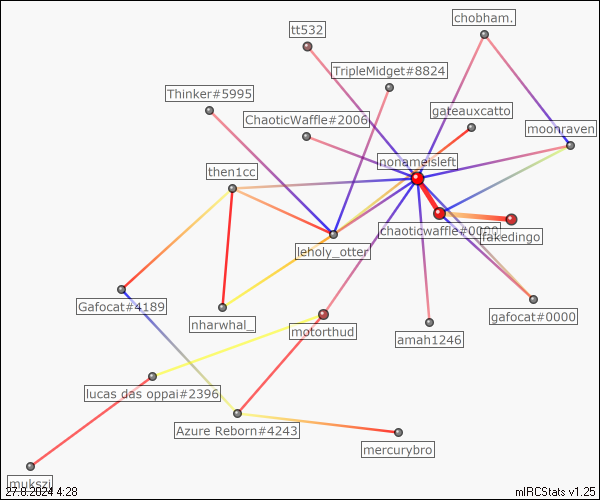 chobham.
tt532
TripleMidget#8824
Thinker#5995
gateauxcatto
ChaoticWaffle#2006
moonraven
nonameisleft
then1cc
chaoticwaffle#0000
fakedingo
leholy_otter
Gafocat#4189
gafocat#0000
nharwhal_
motorthud
amah1246
lucas das oppai#2396
Azure Reborn#4243
mercurybro
mukszi
27.8.2024 4:28
mIRCStats v1.25